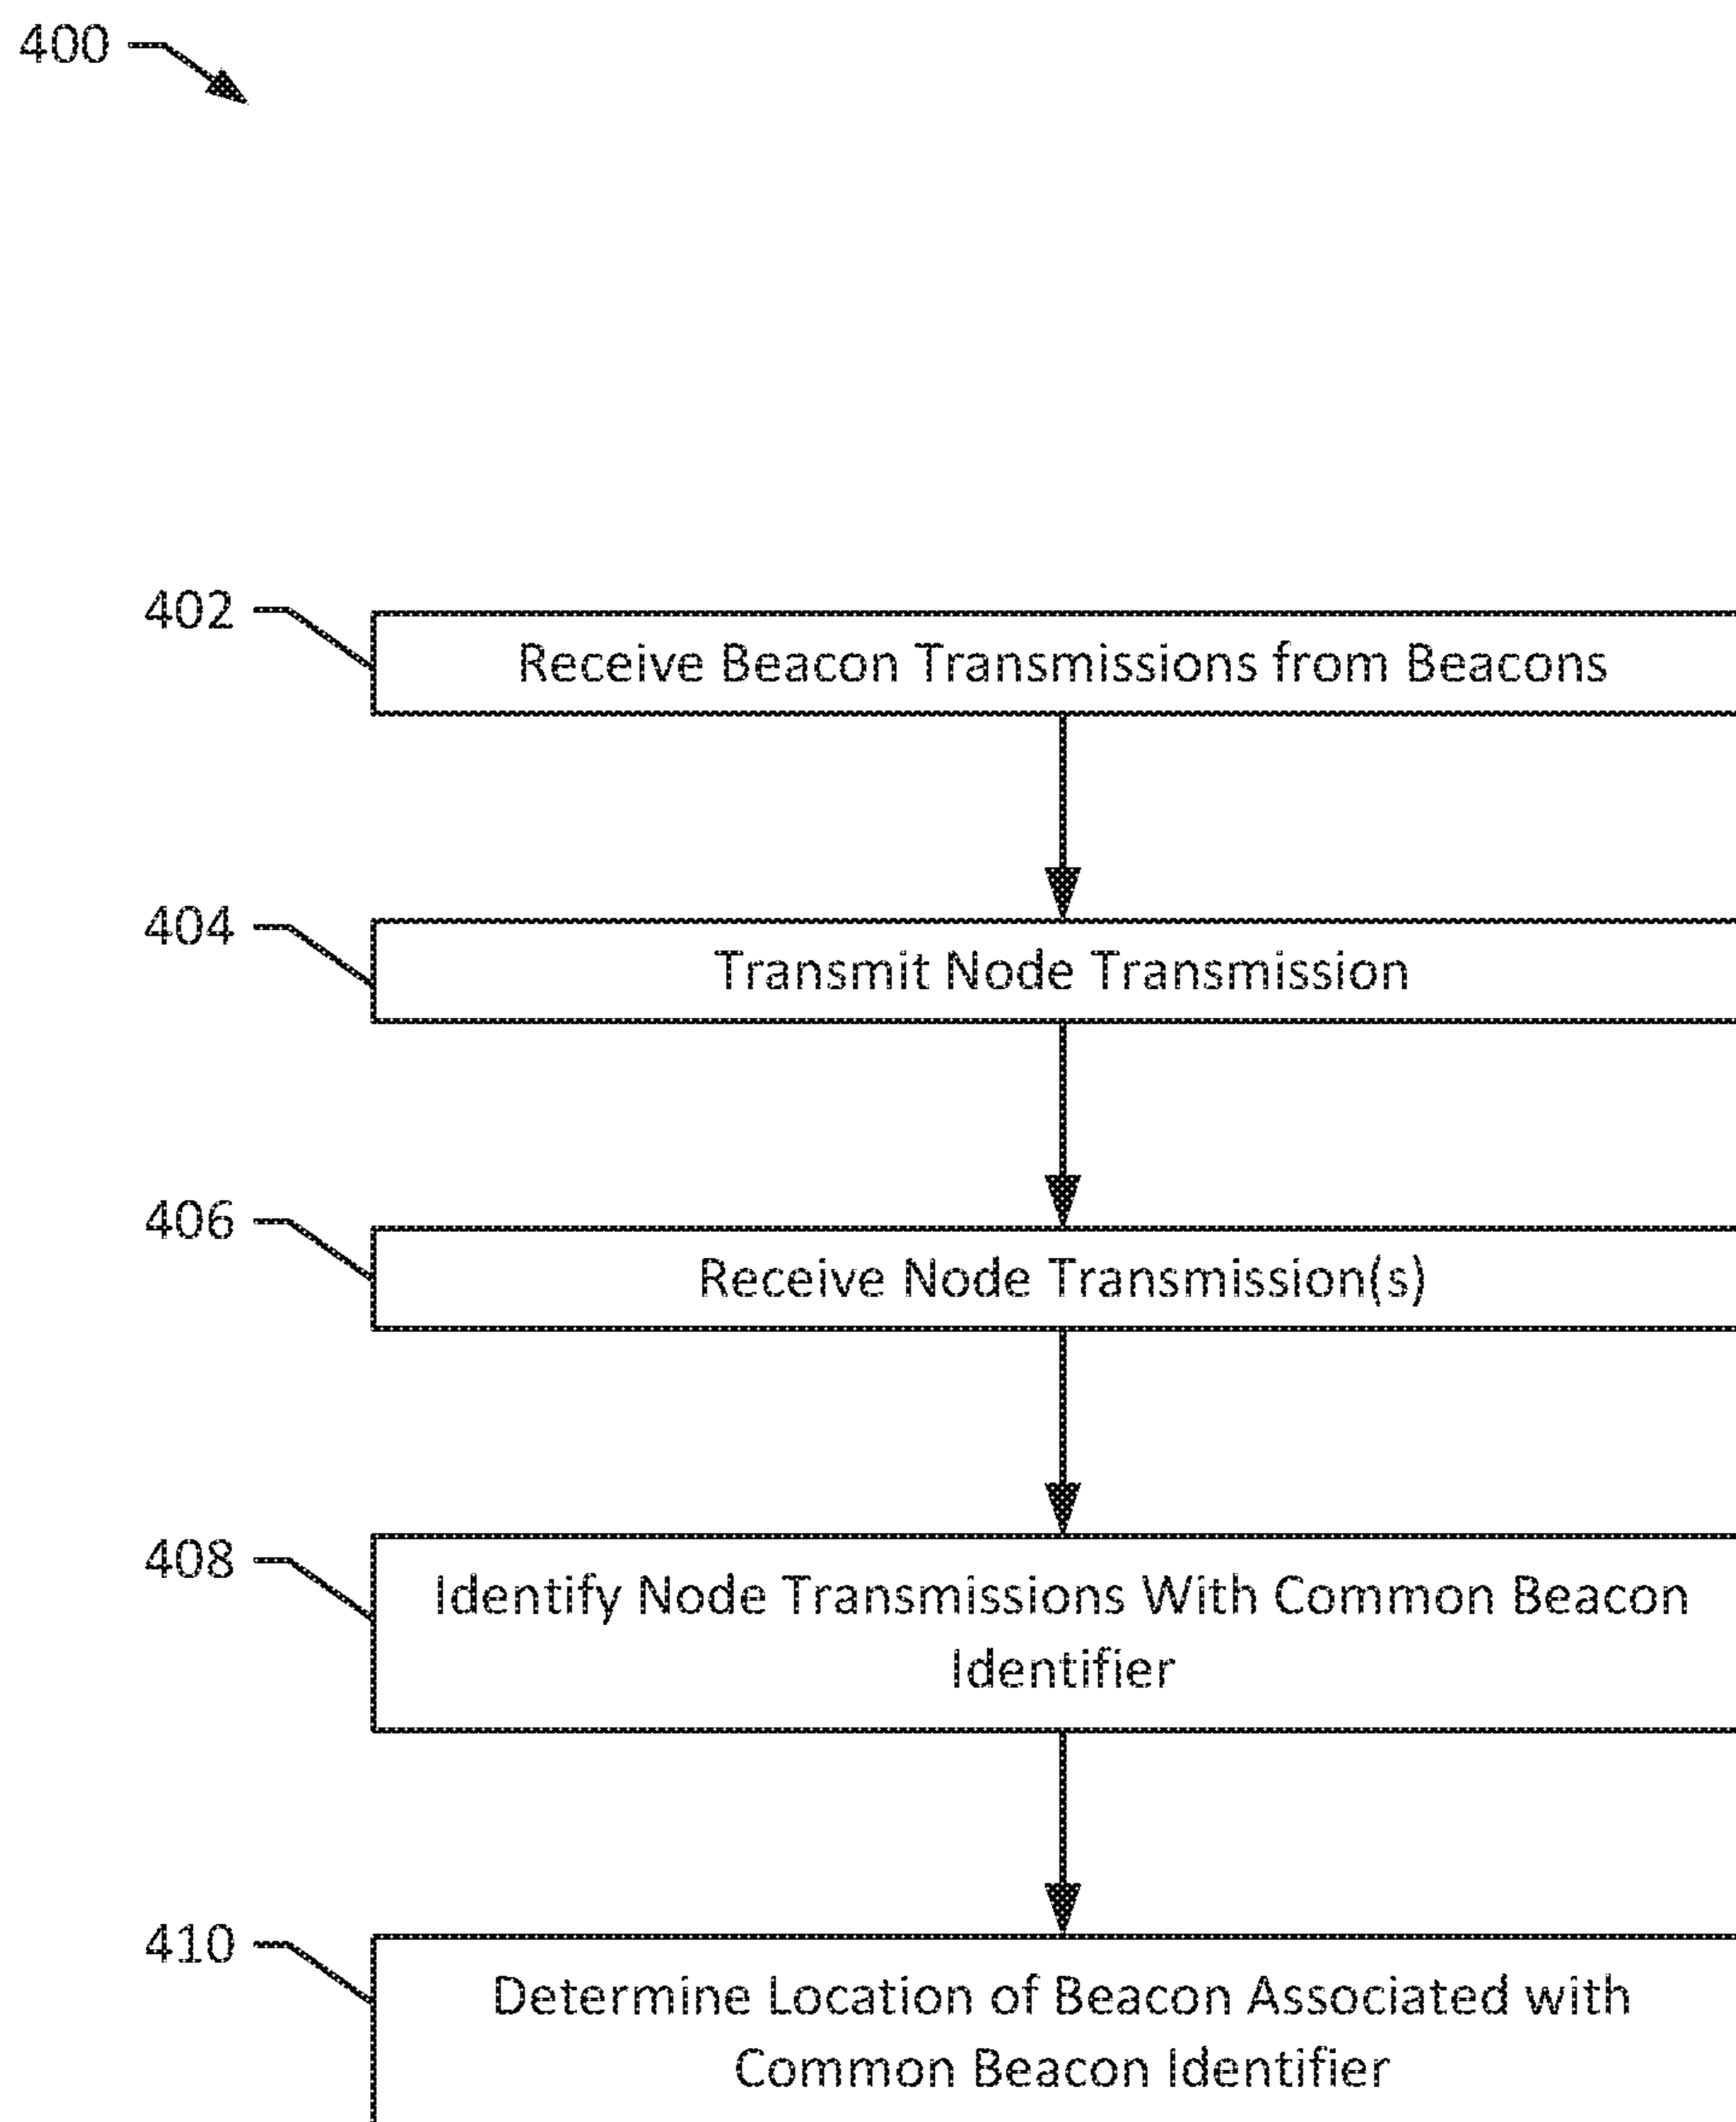 400
402
Receive Beacon Transmissions from Beacons
404
Transmit Node Transmission
406
Receive Node Transmission(s)
408
Identify Node Transmissions With Common Beacon
Identifier
410
Determine Location of Beacon Associated with
Common Beacon Identifier